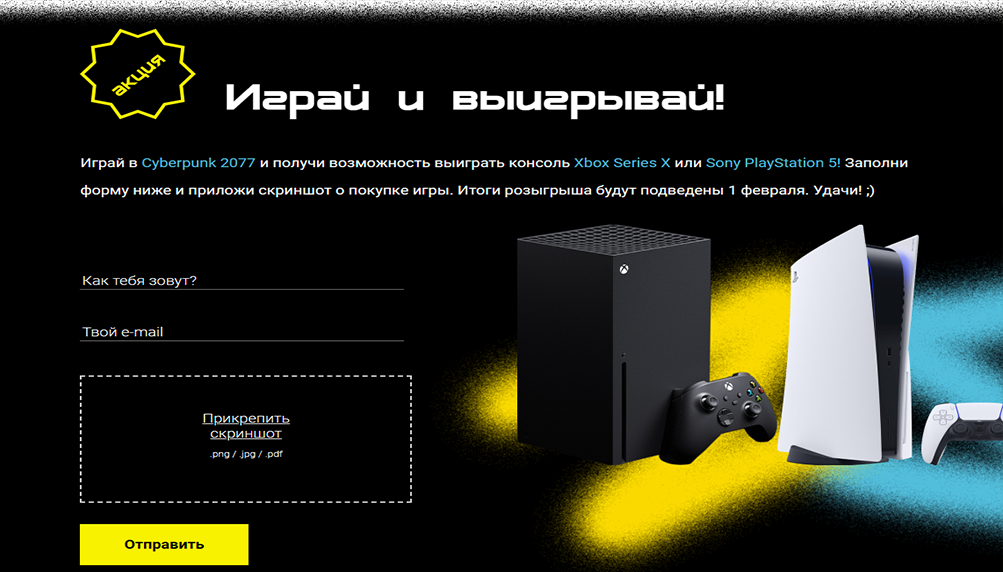 акция
Играй и выигрывай!
Играй в Cyberpunk 2077 и получи возможность выиграть консоль Xbox Series X или Sony PlayStation 5! Заполни
форму ниже и приложи скриншот о покупке игры. Итоги розыгрыша будут подведены 1 февраля. Удачи! ;)
Как тебя зовут?
Твой e-mail
Прикрепить
скриншот
.png / .jpg / .pdf
Отправить